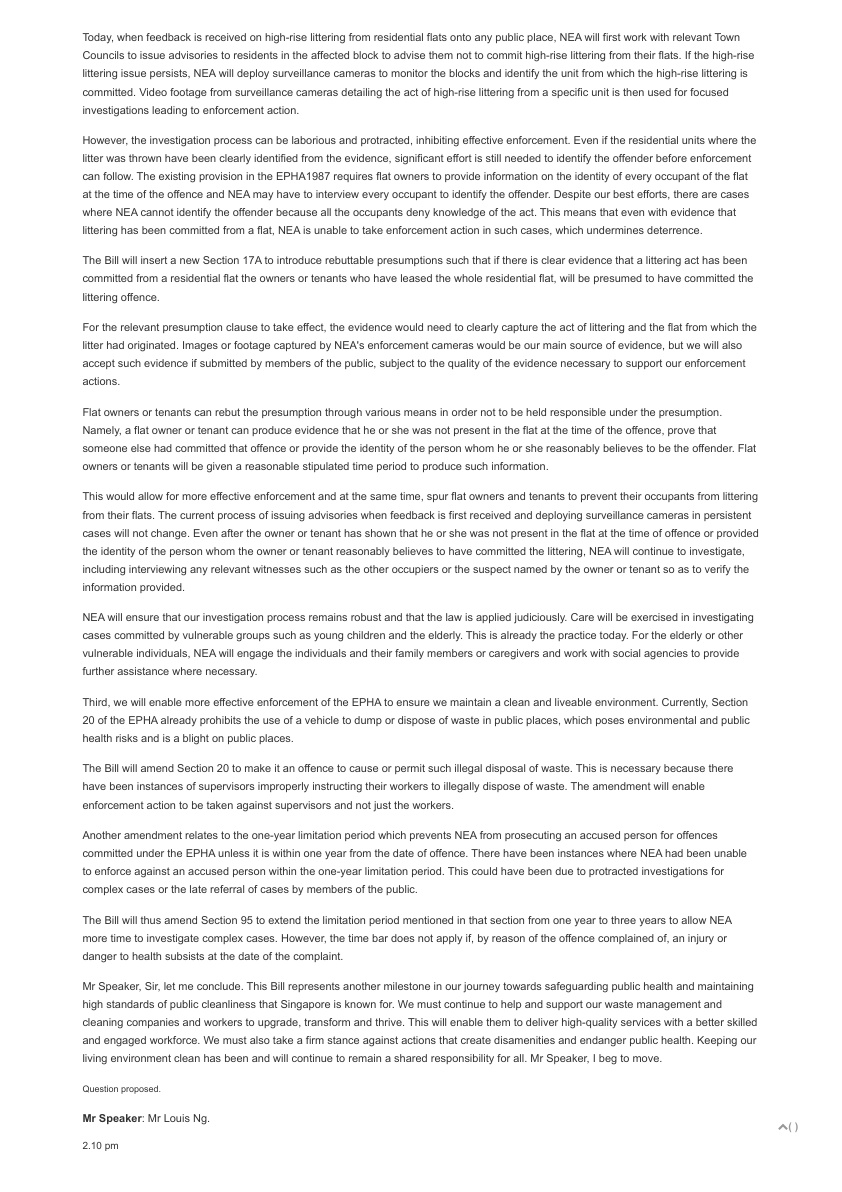 Today, when feedback is received on high-rise littering from residential flats onto any public place, NEA will first work with relevant Town
Councils to issue advisories to residents in the affected block to advise them not to commit high-rise littering from their flats. If the high-rise
littering issue persists, NEA will deploy surveillance cameras to monitor the blocks and identify the unit from which the high-rise littering is
committed. Video footage from surveillance cameras detailing the act of high-rise littering from a specific unit is then used for focused
investigations leading to enforcement action.
However, the investigation process can be laborious and protracted, inhibiting effective enforcement. Even if the residential units where the
litter was thrown have been clearly identified from the evidence, significant effort is still needed to identify the offender before enforcement
can follow. The existing provision in the EPHA1987 requires flat owners to provide information on the identity of every occupant of the flat
at the time of the offence and NEA may have to interview every occupant to identify the offender. Despite our best efforts, there are cases
where NEA cannot identify the offender because all the occupants deny knowledge of the act. This means that even with evidence that
littering has been committed from a flat, NEA is unable to take enforcement action in such cases, which undermines deterrence.
The Bill will insert a new Section 17A to introduce rebuttable presumptions such that if there is clear evidence that a littering act has been
committed from a residential flat the owners or tenants who have leased the whole residential flat, will be presumed to have committed the
littering offence.
For the relevant presumption clause to take effect, the evidence would need to clearly capture the act of littering and the flat from which the
litter had originated. Images or footage captured by NEA's enforcement cameras would be our main source of evidence, but we will also
accept such evidence if submitted by members of the public, subject to the quality of the evidence necessary to support our enforcement
actions.
Flat owners or tenants can rebut the presumption through various means in order not to be held responsible under the presumption.
Namely, a flat owner or tenant can produce evidence that he or she was not present in the flat at the time of the offence, prove that
someone else had committed that offence or provide the identity of the person whom he or she reasonably believes to be the offender. Flat
owners or tenants will be given a reasonable stipulated time period to produce such information.
This would allow for more effective enforcement and at the same time, spur flat owners and tenants to prevent their occupants from littering
from their flats. The current process of issuing advisories when feedback is first received and deploying surveillance cameras in persistent
cases will not change. Even after the owner or tenant has shown that he or she was not present in the flat at the time of offence or provided
the identity of the person whom the owner or tenant reasonably believes to have committed the littering, NEA will continue to investigate,
including interviewing any relevant witnesses such as the other occupiers or the suspect named by the owner or tenant so as to verify the
information provided.
NEA will ensure that our investigation process remains robust and that the law is applied judiciously. Care will be exercised in investigating
cases committed by vulnerable groups such as young children and the elderly. This is already the practice today. For the elderly or other
vulnerable individuals, NEA will engage the individuals and their family members or caregivers and work with social agencies to provide
further assistance where necessary.
Third, we will enable more effective enforcement of the EPHA to ensure we maintain a clean and liveable environment. Currently, Section
20 of the EPHA already prohibits the use of a vehicle to dump or dispose of waste in public places, which poses environmental and public
health risks and is a blight on public places.
The Bill will amend Section 20 to make it an offence to cause or permit such illegal disposal of waste. This is necessary because there
have been instances of supervisors improperly instructing their workers to illegally dispose of waste. The amendment will enable
enforcement action to be taken against supervisors and not just the workers.
Another amendment relates to the one-year limitation period which prevents NEA from prosecuting an accused person for offences
committed under the EPHA unless it is within one year from the date of offence. There have been instances where NEA had been unable
to enforce against an accused person within the one-year limitation period. This could have been due to protracted investigations for
complex cases or the late referral of cases by members of the public.
The Bill will thus amend Section 95 to extend the limitation period mentioned in that section from one year to three years to allow NEA
more time to investigate complex cases. However, the time bar does not apply if, by reason of the offence complained of, an injury or
danger to health subsists at the date of the complaint.
Mr Speaker, Sir, let me conclude. This Bill represents another milestone in our journey towards safeguarding public health and maintaining
high standards of public cleanliness that Singapore is known for. We must continue to help and support our waste management and
cleaning companies and workers to upgrade, transform and thrive. This will enable them to deliver high-quality services with a better skilled
and engaged workforce. We must also take a firm stance against actions that create disamenities and endanger public health. Keeping our
living environment clean has been and will continue to remain a shared responsibility for all. Mr Speaker, I beg to move.
Question proposed.
Mr Speaker: Mr Louis Ng.
( )
2.10 pm